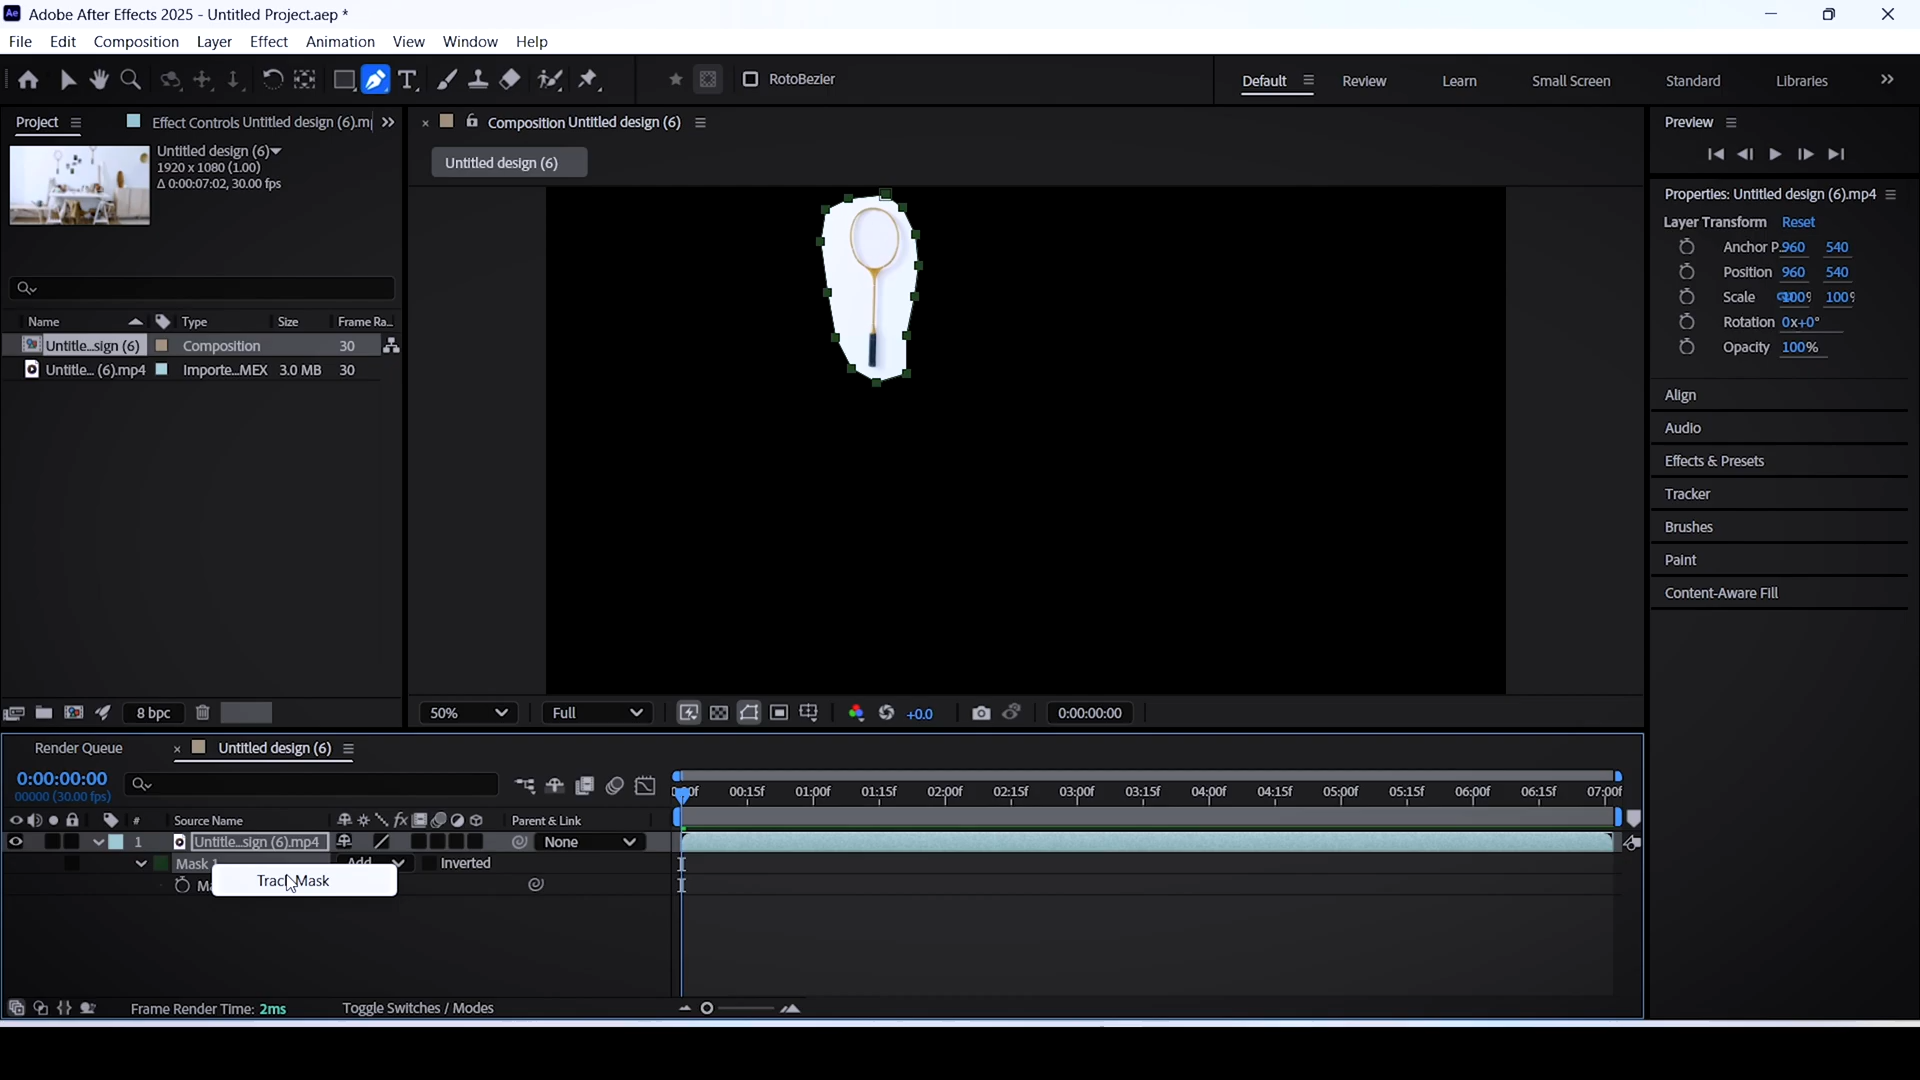 Ae Adobe After Effects 2025 - Untitled Project.aep *
File Edit Composition Layer Effect Animation View Window Help
RotoBezier
Default Review Learn Small Screen Standard Libraries
Project Effect Controls Untitled design (6).m
Composition Untitled design (6)
Preview
Untitled design (6)
1920 x 1080 (1.00)
Δ 0:00:07:02, 30.00 fps
Untitled design (6)
Properties: Untitled design (6).mp4
Layer Transform Reset
Anchor P.. 960 540
Position 960 540
Scale 100% 100%
Rotation 0x+0°
Opacity 100%
Align
Audio
Effects & Presets
Tracker
Brushes
Paint
Content-Aware Fill
Name Type Size Frame Ra...
Untitle...sign (6) Composition 30
Untitle... (6).mp4 Importe...MEX 3.0 MB 30
8 bpc
50% Full +0.0 0:00:00:00
Render Queue Untitled design (6)
0:00:00:00
00000 (30.00 fps)
00:15f 01:00f 01:15f 02:00f 02:15f 03:00f 03:15f 04:00f 04:15f 05:00f 05:15f 06:00f 06:15f 07:00f
# Source Name fx Parent & Link
1 Untitle...sign (6).mp4 None
Mask 1 Add Inverted
Track Mask
Frame Render Time: 2ms Toggle Switches / Modes